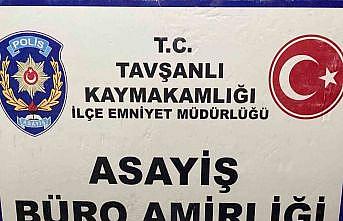 POLİS
T.C.
TAVŞANLI
KAYMAKAMLIĞI
İLÇE EMNİYET MÜDÜRLÜĞÜ
ASAYİŞ
BÜRO AMİRLİĞİ